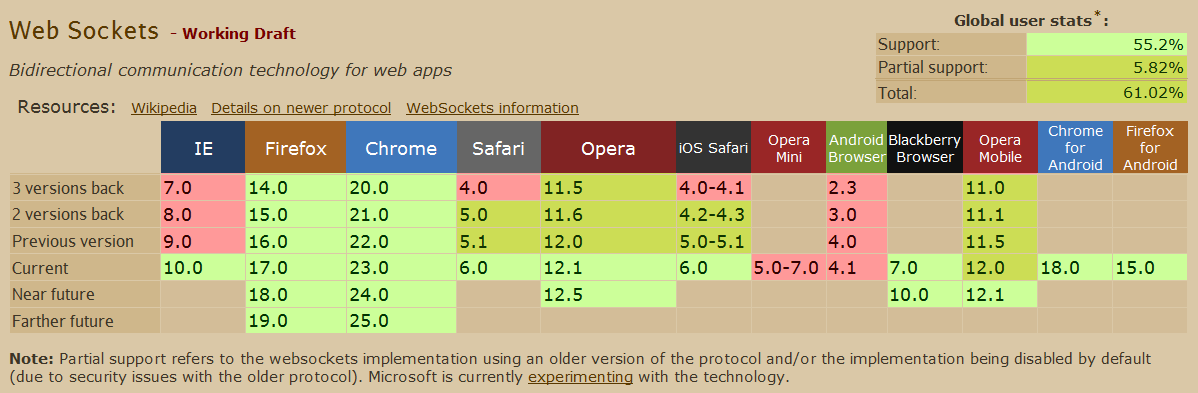 Web Sockets - Working Draft
Global user stats*:
Support: 55.2%
Partial support: 5.82%
Total: 61.02%
Bidirectional communication technology for web apps
Resources: Wikipedia Details on newer protocol WebSockets information
IE Firefox Chrome Safari Opera iOS Safari Opera Mini Android Browser Blackberry Browser Opera Mobile Chrome for Android Firefox for Android
3 versions back 7.0 14.0 20.0 4.0 11.5 4.0-4.1 2.3 11.0
2 versions back 8.0 15.0 21.0 5.0 11.6 4.2-4.3 3.0 11.1
Previous version 9.0 16.0 22.0 5.1 12.0 5.0-5.1 4.0 11.5
Current 10.0 17.0 23.0 6.0 12.1 6.0 5.0-7.0 4.1 7.0 12.0 18.0 15.0
Near future 18.0 24.0 12.5 10.0 12.1
Farther future 19.0 25.0
Note: Partial support refers to the websockets implementation using an older version of the protocol and/or the implementation being disabled by default
(due to security issues with the older protocol). Microsoft is currently experimenting with the technology.